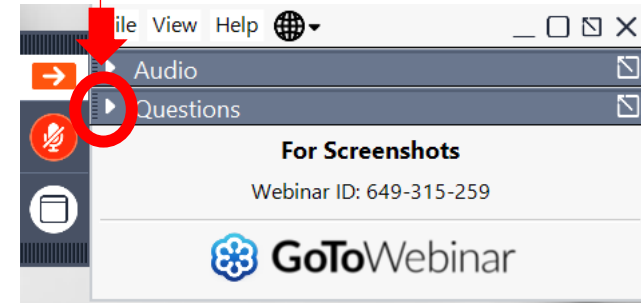 ile View Help
Audio
Questions
For Screenshots
Webinar ID: 649-315-259
GoToWebinar